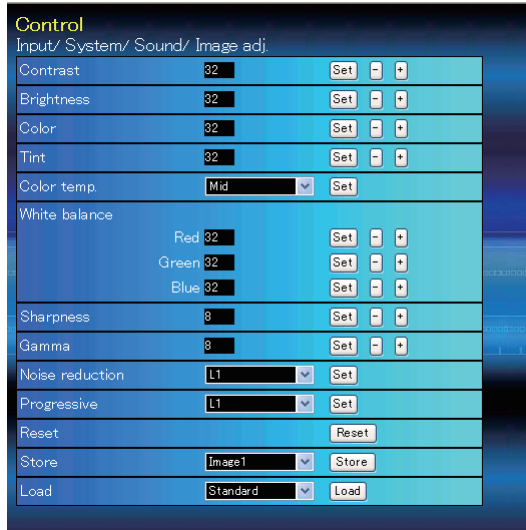 Control
Input/ System/ Sound/ Image adj.
Contrast 32 Set - +
Brightness 32 Set - +
Color 32 Set - +
Tint 32 Set - +
Color temp. Mid Set
White balance
Red 32 Set - +
Green 32 Set - +
Blue 32 Set - +
Sharpness 8 Set - +
Gamma 8 Set - +
Noise reduction L1 Set
Progressive L1 Set
Reset Reset
Store Image1 Store
Load Standard Load